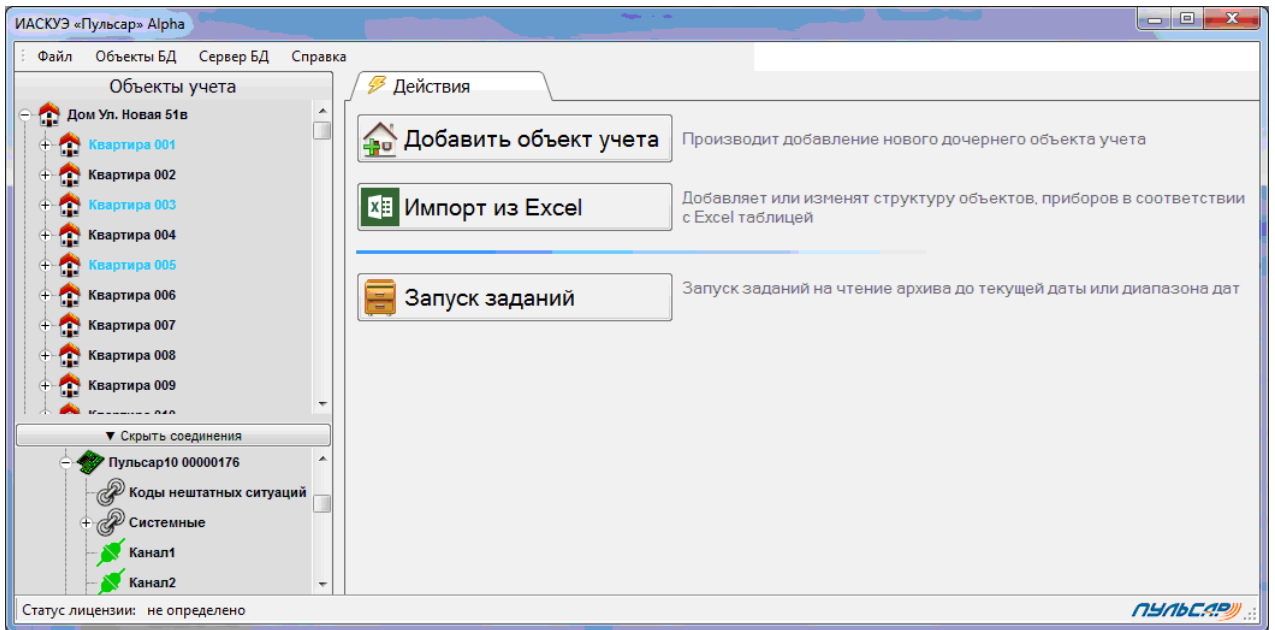 ИАСКУЭ «Пульсар» Alpha
Файл Объекты БД Сервер БД Справка
Объекты учета
Дом Ул. Новая 51в
Квартира 001
Квартира 002
Квартира 003
Квартира 004
Квартира 005
Квартира 006
Квартира 007
Квартира 008
Квартира 009
▼ Скрыть соединения
Пульсар10 00000176
Коды нештатных ситуаций
Системные
Канал1
Канал2
Действия
Добавить объект учета
Производит добавление нового дочернего объекта учета
Импорт из Excel
Добавляет или изменят структуру объектов, приборов в соответствии
с Excel таблицей
Запуск заданий
Запуск заданий на чтение архива до текущей даты или диапазона дат
Статус лицензии: не определено
ПУЛЬСАР